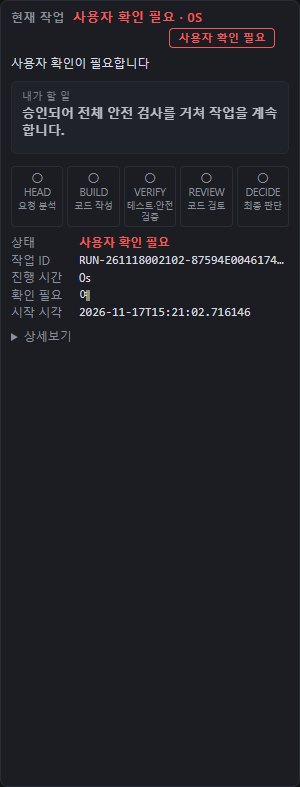 현재 작업 사용자 확인 필요 · 0S
사용자 확인 필요
사용자 확인이 필요합니다
내가 할 일
승인되어 전체 안전 검사를 거쳐 작업을 계속
합니다.
HEAD BUILD VERIFY REVIEW DECIDE
요청 분석 코드 작성 테스트·안전 코드 검토 최종 판단
검증
상태 사용자 확인 필요
작업 ID RUN-261118002102-87594E0046174…
진행 시간 0s
확인 필요 예
시작 시각 2026-11-17T15:21:02.716146
▶ 상세보기